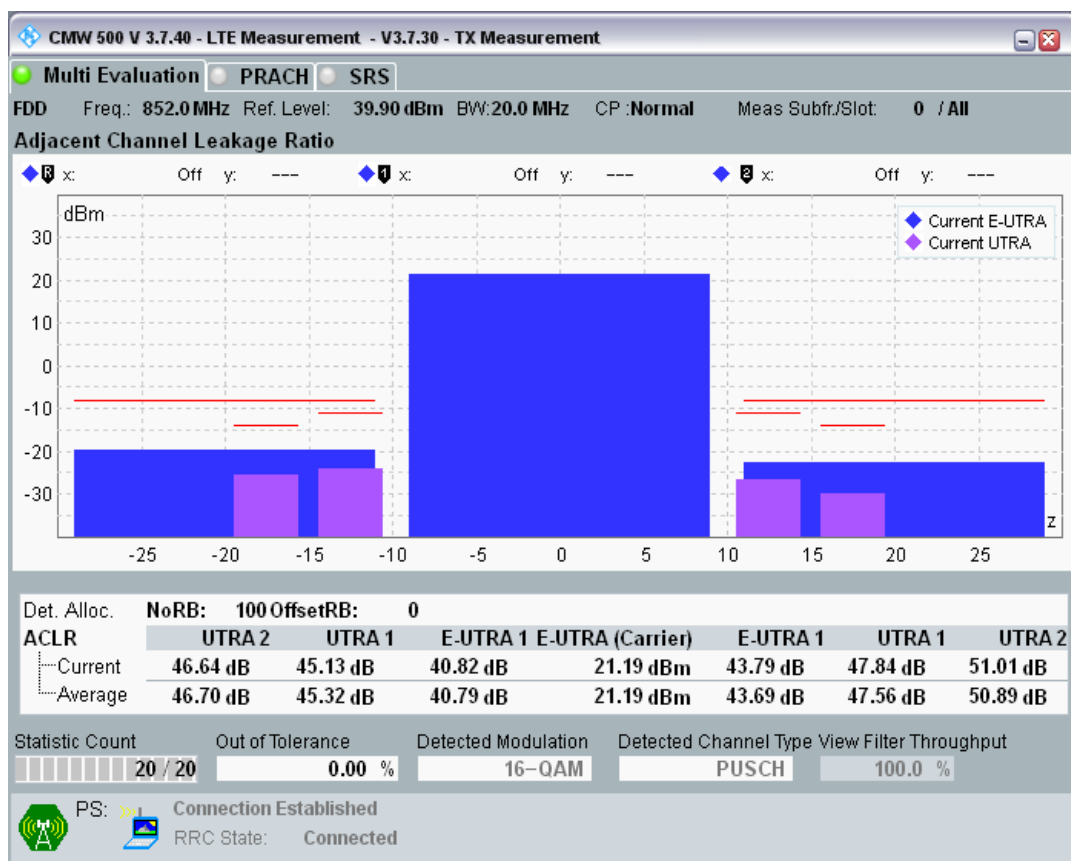 CMW 500 V 3.7.40 - LTE Measurement - V3.7.30 - TX Measurement
Multi Evaluation PRACH SRS
FDD Freq.: 852.0 MHz Ref. Level: 39.90 dBm BW:20.0 MHz CP :Normal Meas Subfr./Slot: 0 / All
Adjacent Channel Leakage Ratio
R x: Off y: --- 1 x: Off y: --- 2 x: Off y: ---
dBm
Current E-UTRA
Current UTRA
30
20
10
0
-10
-20
-30
z
-25 -20 -15 -10 -5 0 5 10 15 20 25
Det. Alloc. NoRB: 100 OffsetRB: 0
ACLR UTRA 2 UTRA 1 E-UTRA 1 E-UTRA (Carrier) E-UTRA 1 UTRA 1 UTRA 2
Current 46.64 dB 45.13 dB 40.82 dB 21.19 dBm 43.79 dB 47.84 dB 51.01 dB
Average 46.70 dB 45.32 dB 40.79 dB 21.19 dBm 43.69 dB 47.56 dB 50.89 dB
Statistic Count Out of Tolerance Detected Modulation Detected Channel Type View Filter Throughput
20 / 20 0.00 % 16-QAM PUSCH 100.0 %
PS: Connection Established
RRC State: Connected